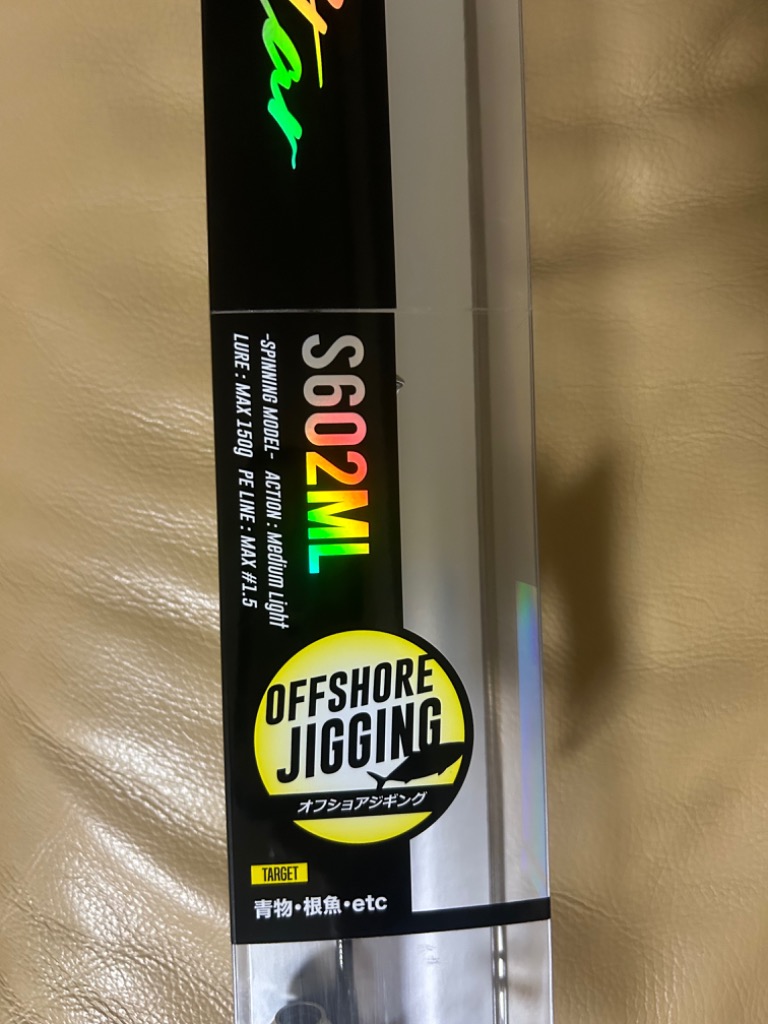 S602ML
-SPINNING MODEL- ACTION : Medium Light
LURE : MAX 150g PE LINE : MAX #1.5
OFFSHORE
JIGGING
オフショアジギング
TARGET
青物・根魚・etc